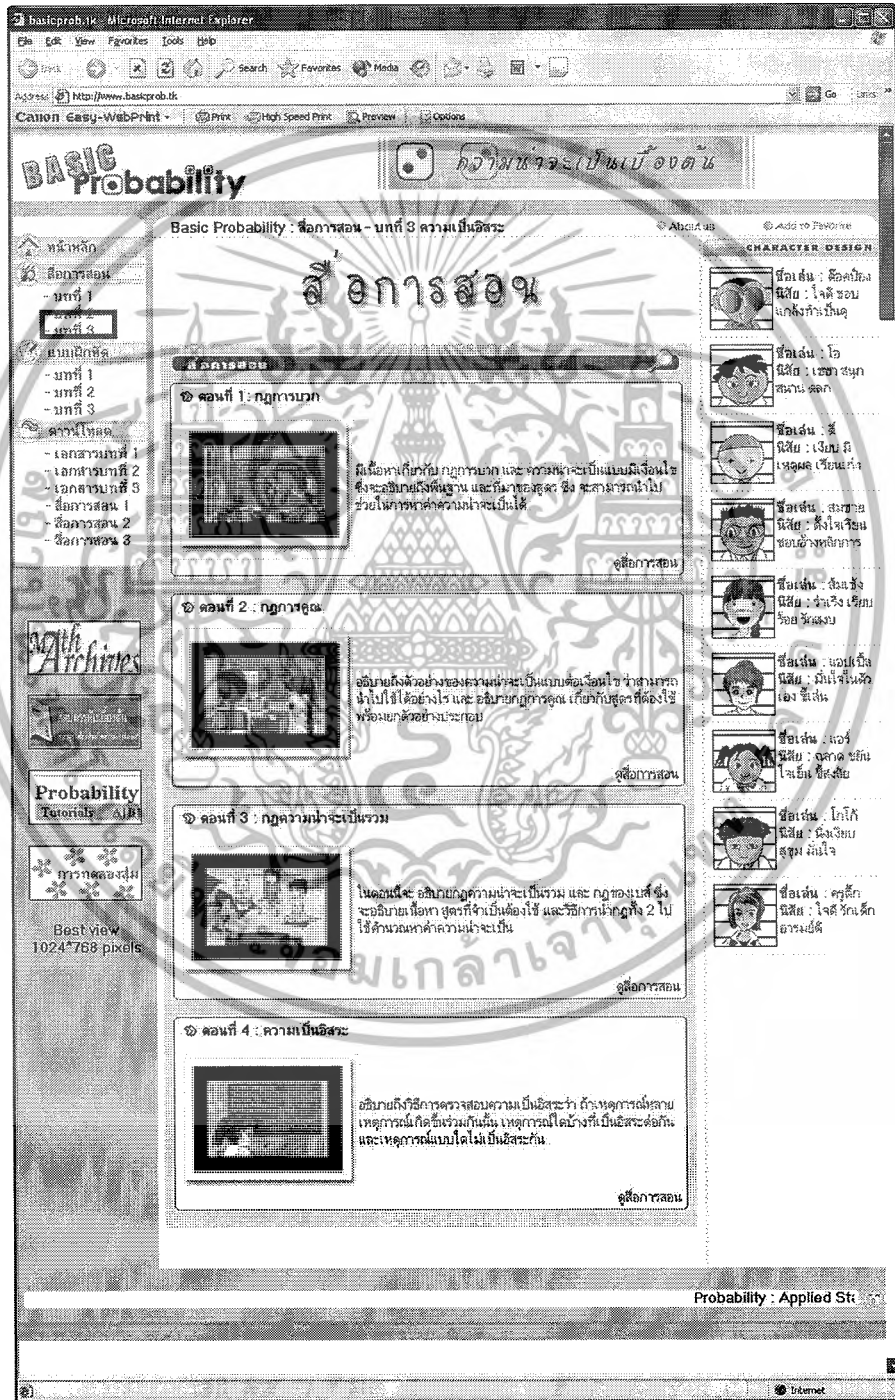 basicprob.tk - Microsoft Internet Explorer
File Edit View Favorites Tools Help
Back Search Favorites Media
Address http://www.basicprob.tk Go Links »
Canon Easy-WebPrint Print High Speed Print Preview Options
BASIC Probability
ความน่าจะเป็นเบื้องต้น
Basic Probability : สื่อการสอน - บทที่ 3 ความเป็นอิสระ
About us Add to Favorite
หน้าหลัก
สื่อการสอน
- บทที่ 1
- บทที่ 2
- บทที่ 3
แบบฝึกหัด
- บทที่ 1
- บทที่ 2
- บทที่ 3
ดาวน์โหลด
- เอกสารบทที่ 1
- เอกสารบทที่ 2
- เอกสารบทที่ 3
- สื่อการสอน 1
- สื่อการสอน 2
- สื่อการสอน 3
Math Archives
Probability
Tutorials
การทดลองสุ่ม
Best view
1024*768 pixels
สื่อการสอน
สื่อการสอน
ตอนที่ 1 : กฎการบวก
มีเนื้อหาเกี่ยวกับ กฎการบวก และ ความน่าจะเป็นแบบมีเงื่อนไข
ซึ่งจะอธิบายถึงพื้นฐาน และที่มาของสูตร ซึ่ง จะสามารถนำไป
ช่วยในการหาค่าความน่าจะเป็นได้
ดูสื่อการสอน
ตอนที่ 2 : กฎการคูณ
อธิบายถึงตัวอย่างของความน่าจะเป็นแบบต่อเงื่อนไข ว่าสามารถ
นำไปใช้ได้อย่างไร และ อธิบายกฎการคูณ เกี่ยวกับสูตรที่ต้องใช้
พร้อมยกตัวอย่างประกอบ
ดูสื่อการสอน
ตอนที่ 3 : กฎความน่าจะเป็นรวม
ในตอนนี้จะ อธิบายกฎความน่าจะเป็นรวม และ กฎของเบส์ ซึ่ง
จะอธิบายเนื้อหา สูตรที่จำเป็นต้องใช้ และวิธีการนำกฎทั้ง 2 ไป
ใช้คำนวณหาค่าความน่าจะเป็น
ดูสื่อการสอน
ตอนที่ 4 : ความเป็นอิสระ
อธิบายถึงวิธีการตรวจสอบความเป็นอิสระว่า ถ้าเหตุการณ์หลาย
เหตุการณ์เกิดขึ้นร่วมกันนั้น เหตุการณ์ใดบ้างที่เป็นอิสระต่อกัน
และเหตุการณ์แบบใดไม่เป็นอิสระกัน
ดูสื่อการสอน
CHARACTER DESIGN
ชื่อเล่น : ด๊อกป๋อง
นิสัย : ใจดี ชอบ
แกล้งทำเป็นดุ
ชื่อเล่น : โอ
นิสัย : เฮฮา สนุก
สนาน ตลก
ชื่อเล่น : ตี๋
นิสัย : เงียบ มี
เหตุผล เรียนเก่ง
ชื่อเล่น : สมชาย
นิสัย : ตั้งใจเรียน
ชอบอ้างหลักการ
ชื่อเล่น : ส้มเช้ง
นิสัย : ร่าเริง เรียบ
ร้อย รักสงบ
ชื่อเล่น : แอปเปิ้ล
นิสัย : มั่นใจในตัว
เอง ขี้เล่น
ชื่อเล่น : แอร์
นิสัย : ฉลาด ขยัน
ใจเย็น ขี้สงสัย
ชื่อเล่น : โกโก้
นิสัย : นิ่งเงียบ
สุขุม มั่นใจ
ชื่อเล่น : ครูติ๊ก
นิสัย : ใจดี รักเด็ก
อารมณ์ดี
Probability : Applied Sta
Internet